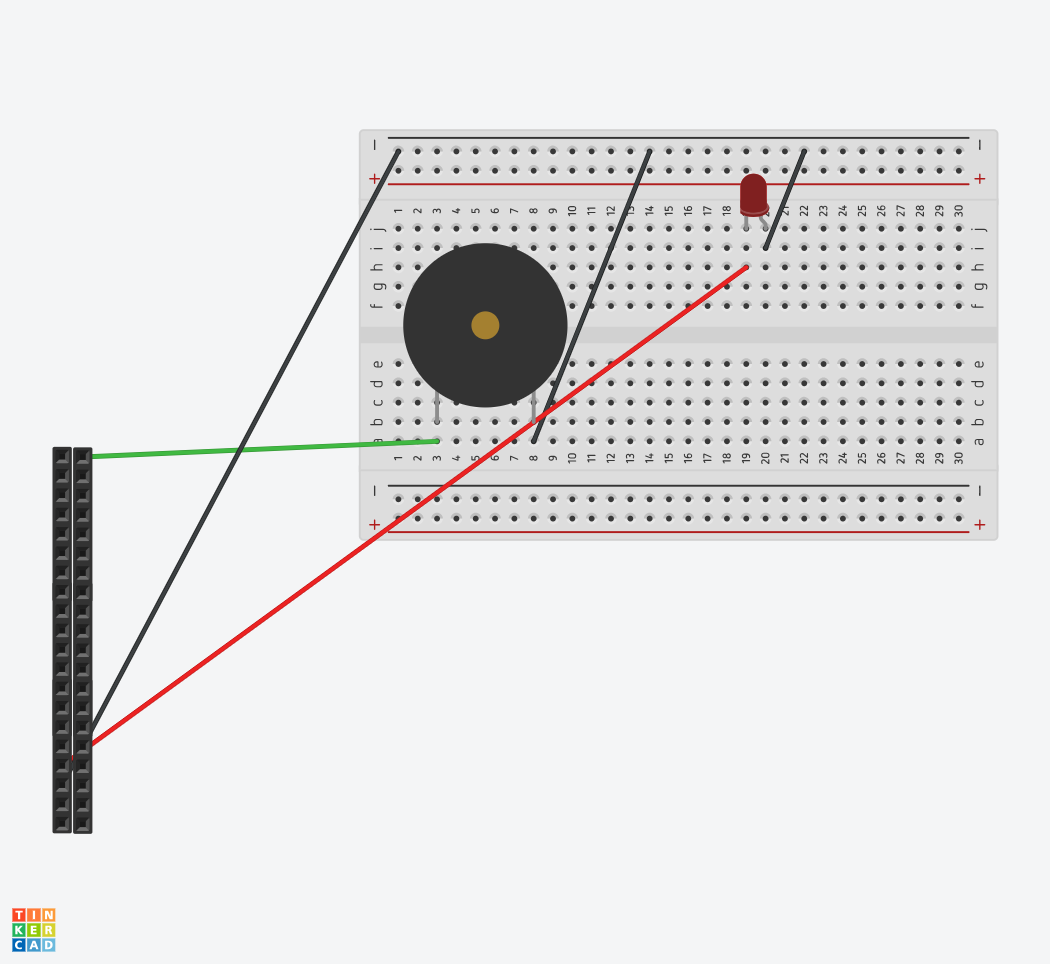 − −
+ +
1 2 3 4 5 6 7 8 9 10 11 12 13 14 15 16 17 18 19 20 21 22 23 24 25 26 27 28 29 30
j j
i i
h h
g g
f f
e e
d d
c c
b b
a a
1 2 3 4 5 6 7 8 9 10 11 12 13 14 15 16 17 18 19 20 21 22 23 24 25 26 27 28 29 30
− −
+ +
TIN
KER
CAD